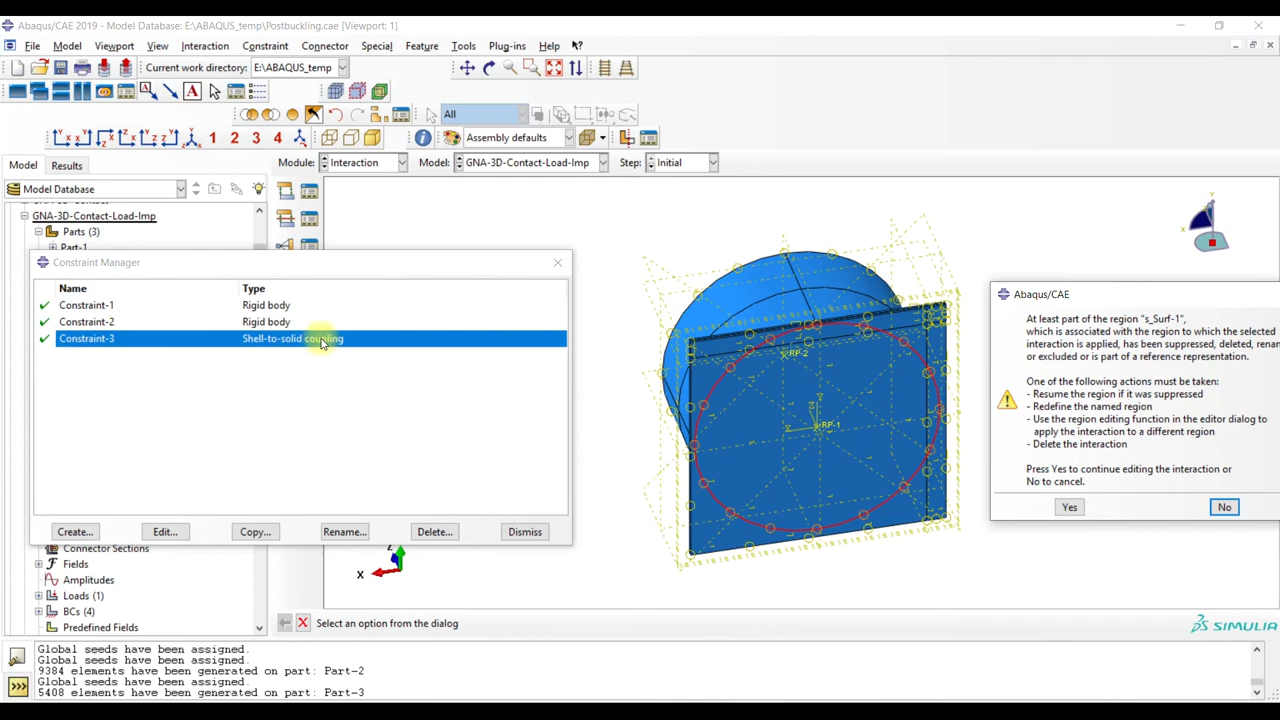 Abaqus/CAE 2019 - Model Database: E:\ABAQUS_temp\Postbuckling.cae [Viewport: 1]
File Model Viewport View Interaction Constraint Connector Special Feature Tools Plug-ins Help
Current work directory: E:\ABAQUS_temp
A A
All
1 2 3 4
Assembly defaults
Model Results
Module: Interaction Model: GNA-3D-Contact-Load-Imp Step: Initial
Model Database
GNA-3D-Contact-Load-Imp
Parts (3)
Part-1
Constraint Manager
Name Type
Constraint-1 Rigid body
Constraint-2 Rigid body
Constraint-3 Shell-to-solid coupling
Create... Edit... Copy... Rename... Delete... Dismiss
Connector Sections
Fields
Amplitudes
Loads (1)
BCs (4)
Predefined Fields
RP-2
RP-1
Y
X
Z
X
Abaqus/CAE
At least part of the region "s_Surf-1",
which is associated with the region to which the selected
interaction is applied, has been suppressed, deleted, rena
or excluded or is part of a reference representation.
One of the following actions must be taken:
- Resume the region if it was suppressed
- Redefine the named region
- Use the region editing function in the editor dialog to
apply the interaction to a different region
- Delete the interaction
Press Yes to continue editing the interaction or
No to cancel.
Yes No
Select an option from the dialog
SIMULIA
Global seeds have been assigned.
Global seeds have been assigned.
9384 elements have been generated on part: Part-2
Global seeds have been assigned.
5408 elements have been generated on part: Part-3